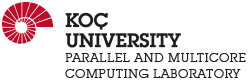 KOÇ
UNIVERSITY
PARALLEL AND MULTICORE
COMPUTING LABORATORY